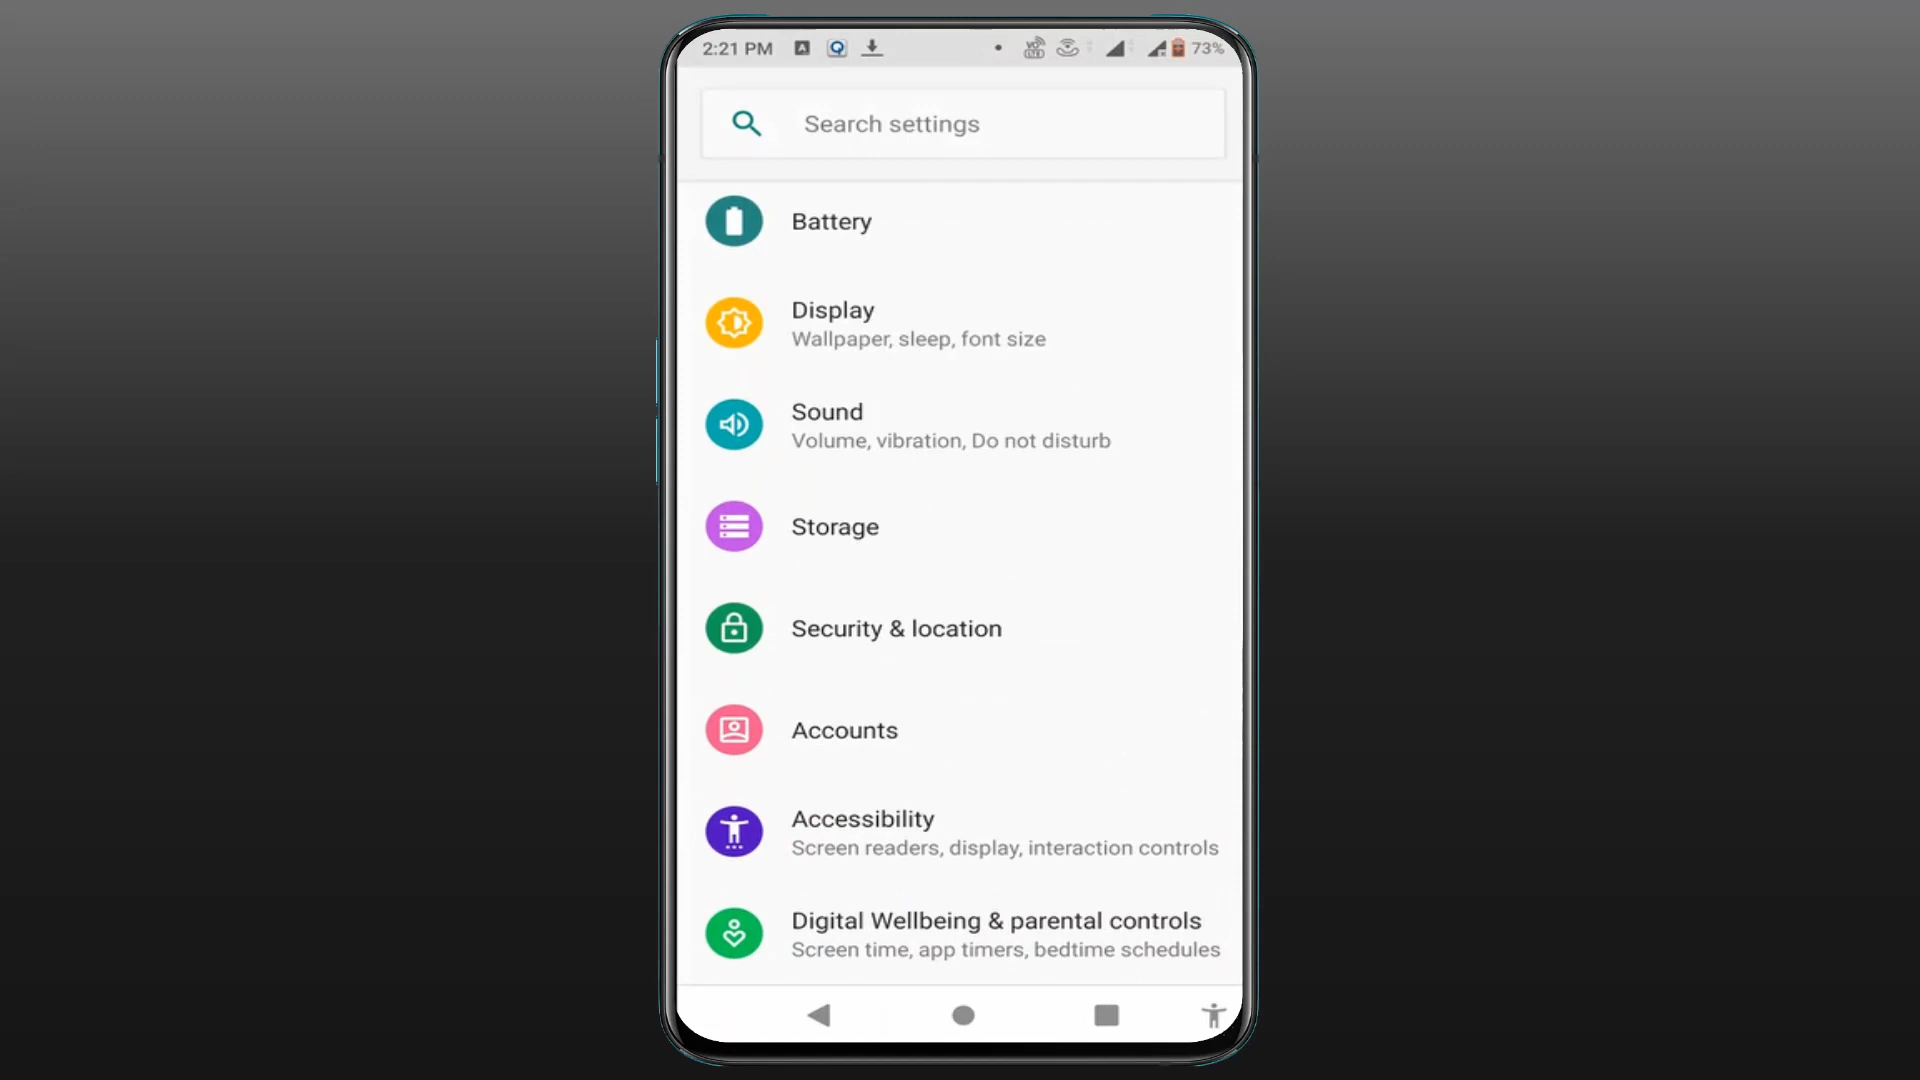 2:21 PM
73%
Search settings
Battery
Display
Wallpaper, sleep, font size
Sound
Volume, vibration, Do not disturb
Storage
Security & location
Accounts
Accessibility
Screen readers, display, interaction controls
Digital Wellbeing & parental controls
Screen time, app timers, bedtime schedules